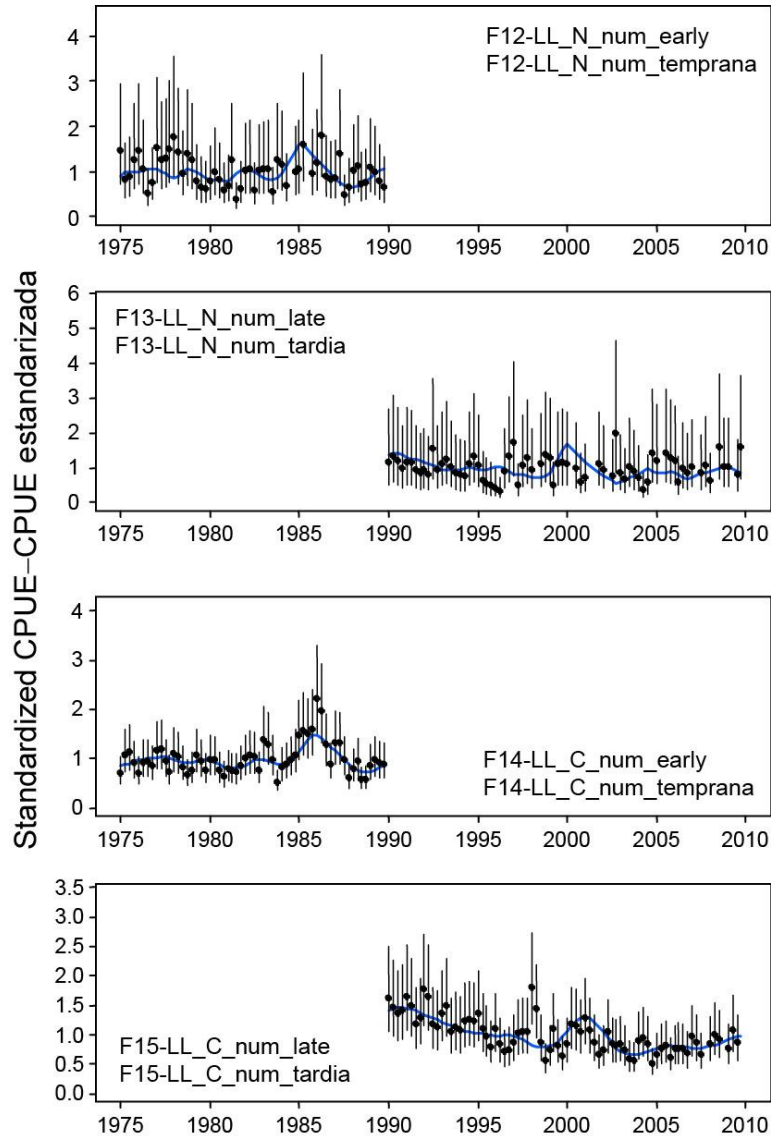 Standardized CPUE–CPUE estandarizada
4
3
2
1
0
F12-LL_N_num_early
F12-LL_N_num_temprana
1975 1980 1985 1990 1995 2000 2005 2010
6
5
4
3
2
1
0
F13-LL_N_num_late
F13-LL_N_num_tardia
1975 1980 1985 1990 1995 2000 2005 2010
4
3
2
1
0
F14-LL_C_num_early
F14-LL_C_num_temprana
1975 1980 1985 1990 1995 2000 2005 2010
3.5
3.0
2.5
2.0
1.5
1.0
0.5
0.0
F15-LL_C_num_late
F15-LL_C_num_tardia
1975 1980 1985 1990 1995 2000 2005 2010